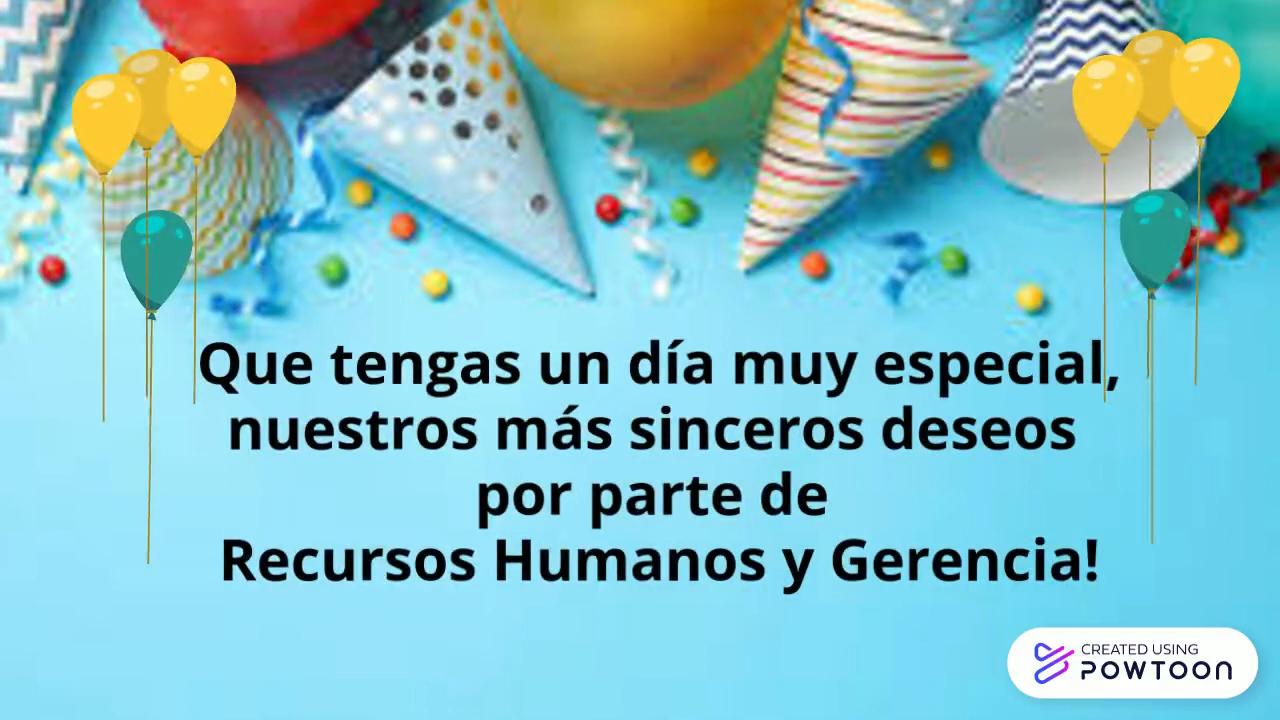 Que tengas un día muy especial,
nuestros más sinceros deseos
por parte de
Recursos Humanos y Gerencia!
CREATED USING
POWTOON